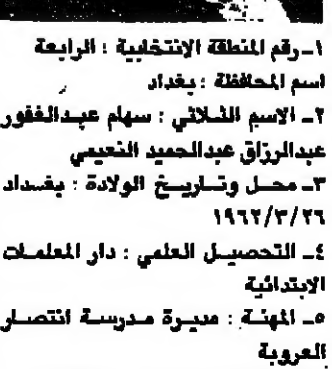 ١ـ رقم المنطقة الانتخابية : الرابعة
اسم المحافظة : بغداد
٢ـ الاسم الثلاثي : سهام عبدالغفور
عبدالرزاق عبدالحميد النعيمي
٣ـ محل وتاريخ الولادة : بغداد
١٩٦٢/٣/٢٦
٤ـ التحصيل العلمي : دار المعلمات
الابتدائية
٥ـ المهنة : مديرة مدرسة انتصار
العروبة